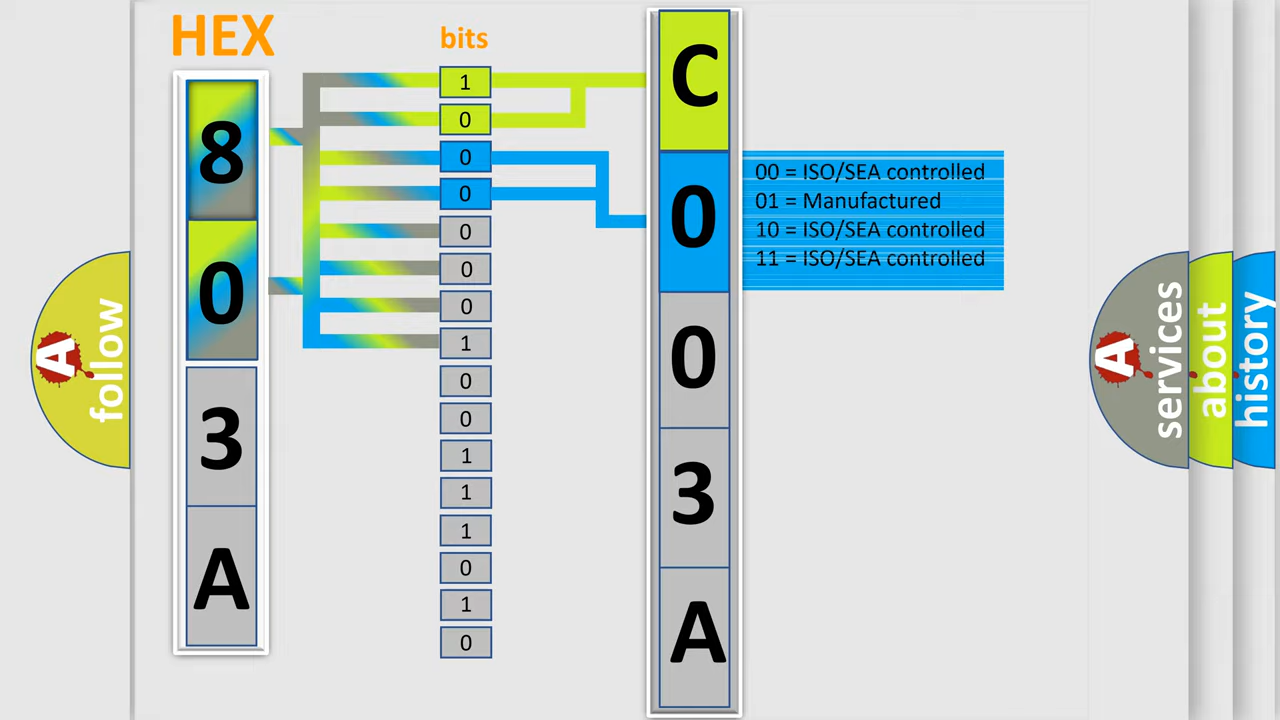 HEX
bits
8
0
3
A
1
0
0
0
0
0
0
1
0
0
1
1
1
0
1
0
C
0
0
3
A
00 = ISO/SEA controlled
01 = Manufactured
10 = ISO/SEA controlled
11 = ISO/SEA controlled
A
follow
A
services
about
history